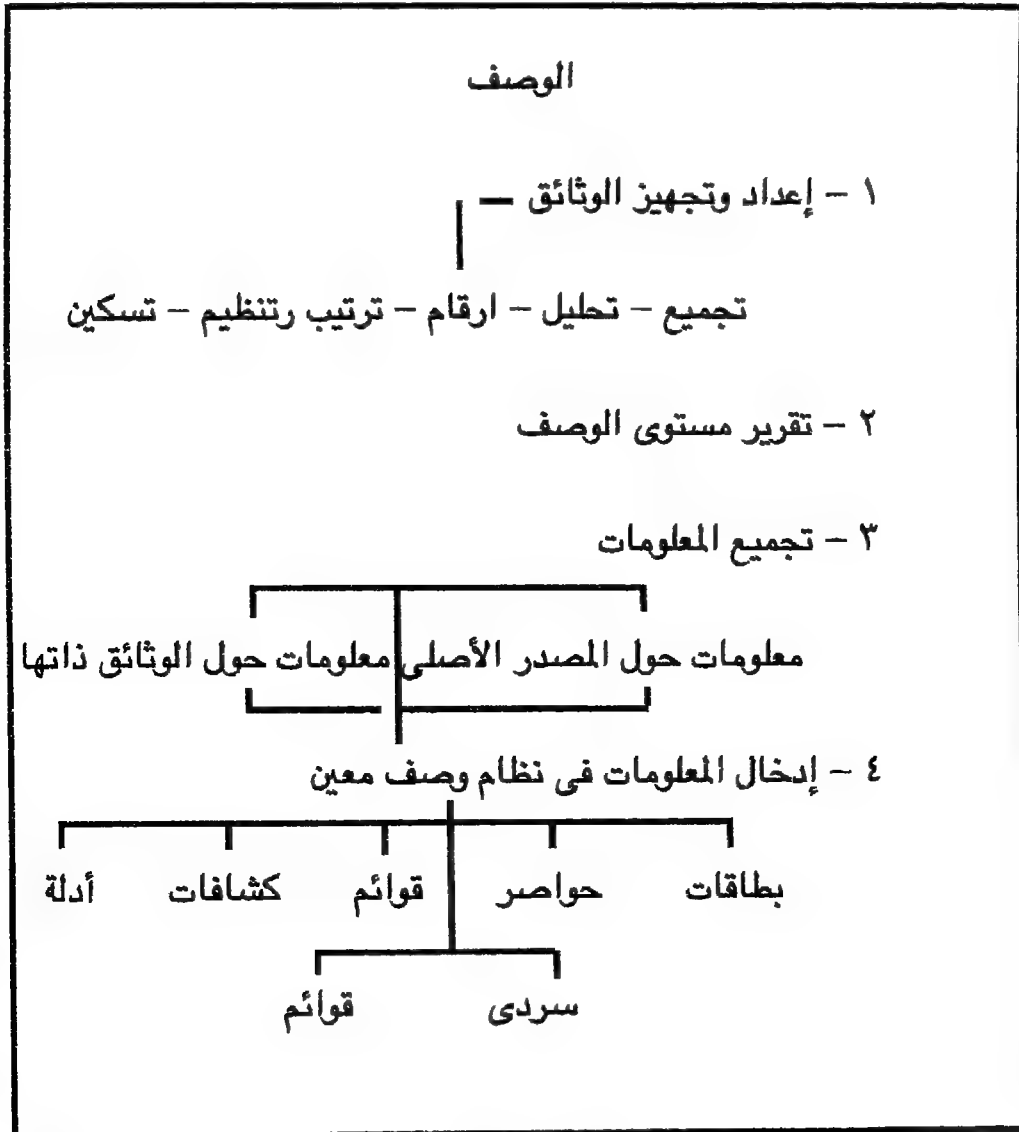 الوصف
١ – إعداد وتجهيز الوثائق –
تجميع – تحليل – ارقام – ترتيب رتنظيم – تسكين
٢ – تقرير مستوى الوصف
٣ – تجميع المعلومات
معلومات حول المصدر الأصلى معلومات حول الوثائق ذاتها
٤ – إدخال المعلومات فى نظام وصف معين
بطاقات حواصر قوائم كشافات أدلة
سردى قوائم